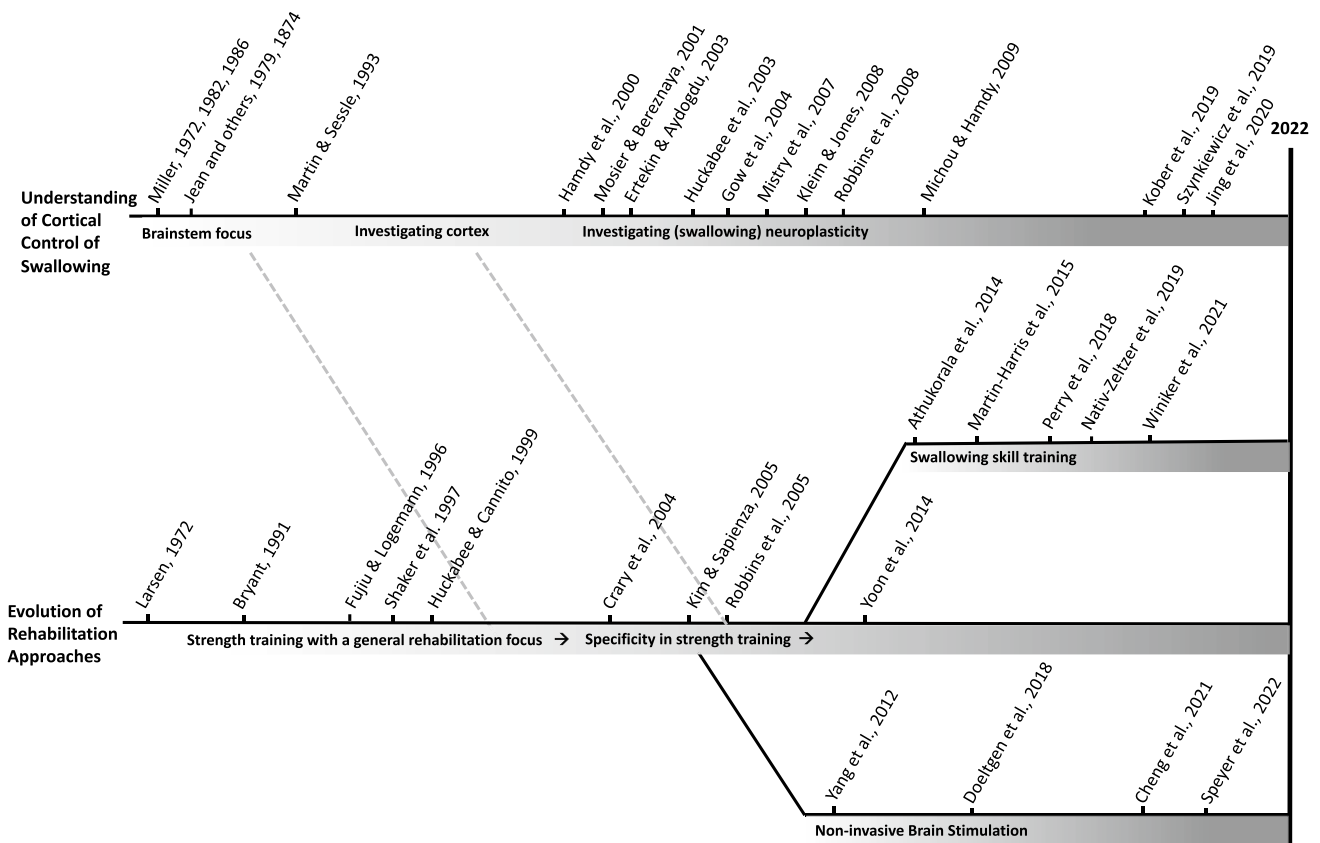 Miller, 1972, 1982, 1986
Jean and others, 1979, 1874
Martin & Sessle, 1993
Hamdy et al., 2000
Mosier & Bereznaya, 2001
Ertekin & Aydogdu, 2003
Huckabee et al., 2003
Gow et al., 2004
Mistry et al., 2007
Kleim & Jones, 2008
Robbins et al., 2008
Michou & Hamdy, 2009
Kober et al., 2019
Szynkiewicz et al., 2019
Jing et al., 2020
2022
Understanding
of Cortical
Control of
Swallowing
Brainstem focus
Investigating cortex
Investigating (swallowing) neuroplasticity
Athukorala et al., 2014
Martin-Harris et al., 2015
Perry et al., 2018
Nativ-Zeltzer et al., 2019
Winiker et al., 2021
Swallowing skill training
Larsen, 1972
Bryant, 1991
Fujiu & Logemann, 1996
Shaker et al. 1997
Huckabee & Cannito, 1999
Crary et al., 2004
Kim & Sapienza, 2005
Robbins et al., 2005
Yoon et al., 2014
Evolution of
Rehabilitation
Approaches
Strength training with a general rehabilitation focus →
Specificity in strength training →
Yang et al., 2012
Doeltgen et al., 2018
Cheng et al., 2021
Speyer et al., 2022
Non-invasive Brain Stimulation